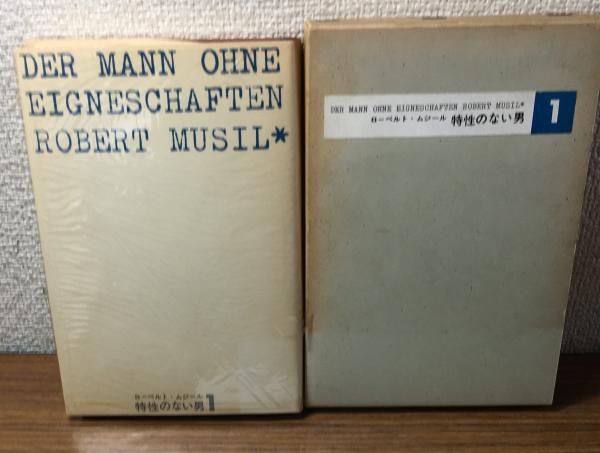 DER MANN OHNE
EIGNESCHAFTEN
ROBERT MUSIL*
ロ−ベルト・ムジール
特性のない男1
DER MANN OHNE EIGNESCHAFTEN ROBERT MUSIL*
ロ−ベルト・ムジール 特性のない男 1